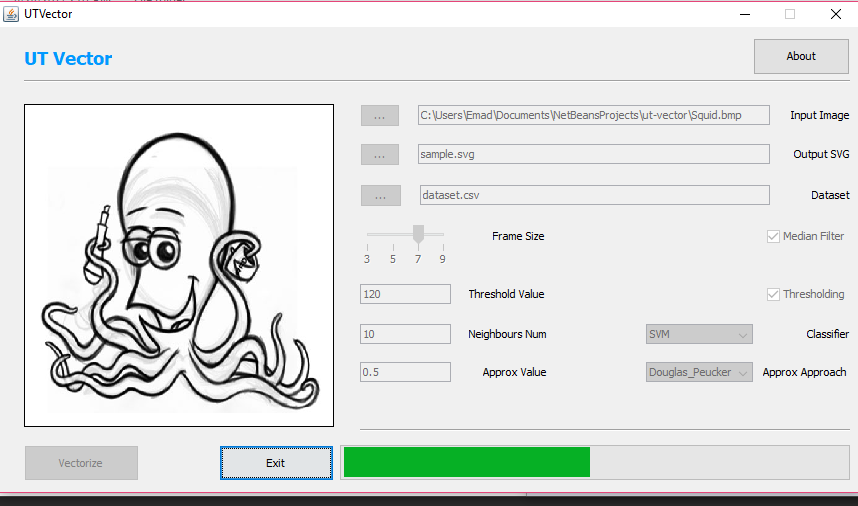 UTVector
UT Vector
About
... C:\Users\Emad\Documents\NetBeansProjects\ut-vector\Squid.bmp Input Image
... sample.svg Output SVG
... dataset.csv Dataset
Frame Size Median Filter
3 5 7 9
120 Threshold Value Thresholding
10 Neighbours Num SVM Classifier
0.5 Approx Value Douglas_Peucker Approx Approach
Vectorize Exit